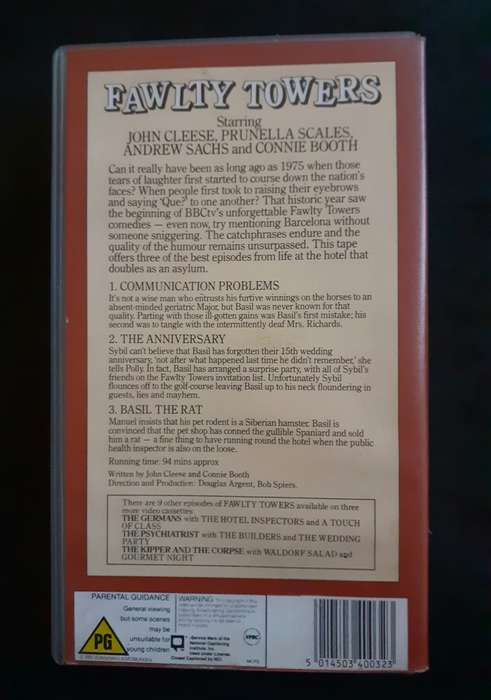 FAWLTY TOWERS
Starring
JOHN CLEESE, PRUNELLA SCALES,
ANDREW SACHS and CONNIE BOOTH
Can it really have been as long ago as 1975 when those
tears of laughter first started to course down the nation's
faces? When people first took to raising their eyebrows
and saying 'Que?' to one another? That historic year saw
the beginning of BBCtv's unforgettable Fawlty Towers
comedies — even now, try mentioning Barcelona without
someone sniggering. The catchphrases endure and the
quality of the humour remains unsurpassed. This tape
offers three of the best episodes from life at the hotel that
doubles as an asylum.
1. COMMUNICATION PROBLEMS
It's not a wise man who entrusts his furtive winnings on the horses to an
absent-minded geriatric Major, but Basil was never known for that
quality. Parting with those ill-gotten gains was Basil's first mistake; his
second was to tangle with the intermittently deaf Mrs. Richards.
2. THE ANNIVERSARY
Sybil can't believe that Basil has forgotten their 15th wedding
anniversary, 'not after what happened last time he didn't remember,' she
tells Polly. In fact, Basil has arranged a surprise party, with all of Sybil's
friends on the Fawlty Towers invitation list. Unfortunately Sybil
flounces off to the golf-course leaving Basil up to his neck floundering in
guests, lies and mayhem.
3. BASIL THE RAT
Manuel insists that his pet rodent is a Siberian hamster. Basil is
convinced that the pet shop has conned the gullible Spaniard and sold
him a rat — a fine thing to have running round the hotel when the public
health inspector is also on the loose.
Running time: 94 mins approx
Written by John Cleese and Connie Booth
Direction and Production: Douglas Argent, Bob Spiers.
There are 9 other episodes of FAWLTY TOWERS available on three
more video cassettes:
THE GERMANS with THE HOTEL INSPECTORS and A TOUCH
OF CLASS
THE PSYCHIATRIST with THE BUILDERS and THE WEDDING
PARTY
THE KIPPER AND THE CORPSE with WALDORF SALAD and
GOURMET NIGHT
PARENTAL GUIDANCE
General viewing
but some scenes
may be
unsuitable for
young children
PG
WARNING
Service Mark of the
National Captioning
Institute, Inc.
Used Under License.
Closed Captioned by NCI.
VPRC
5 014503 400323